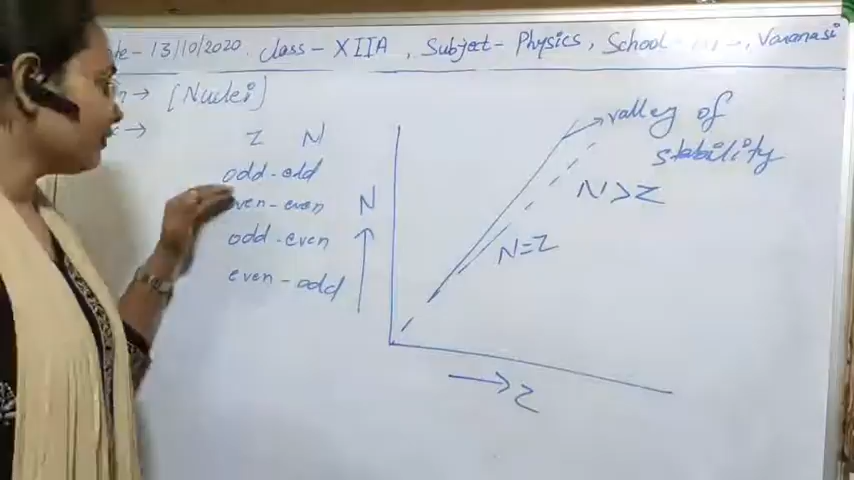 13/10/2020, Class - XIIA, Subject - Physics, School - Varanasi
[Nuclei]
Z N
odd - odd
even - even
odd - even
even - odd
N
valley of
stability
N>Z
N=Z
Z